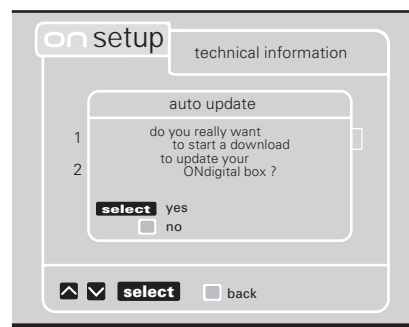 on setup
technical information
auto update
1
do you really want
to start a download
2
to update your
ONdigital box ?
select yes
no
select back